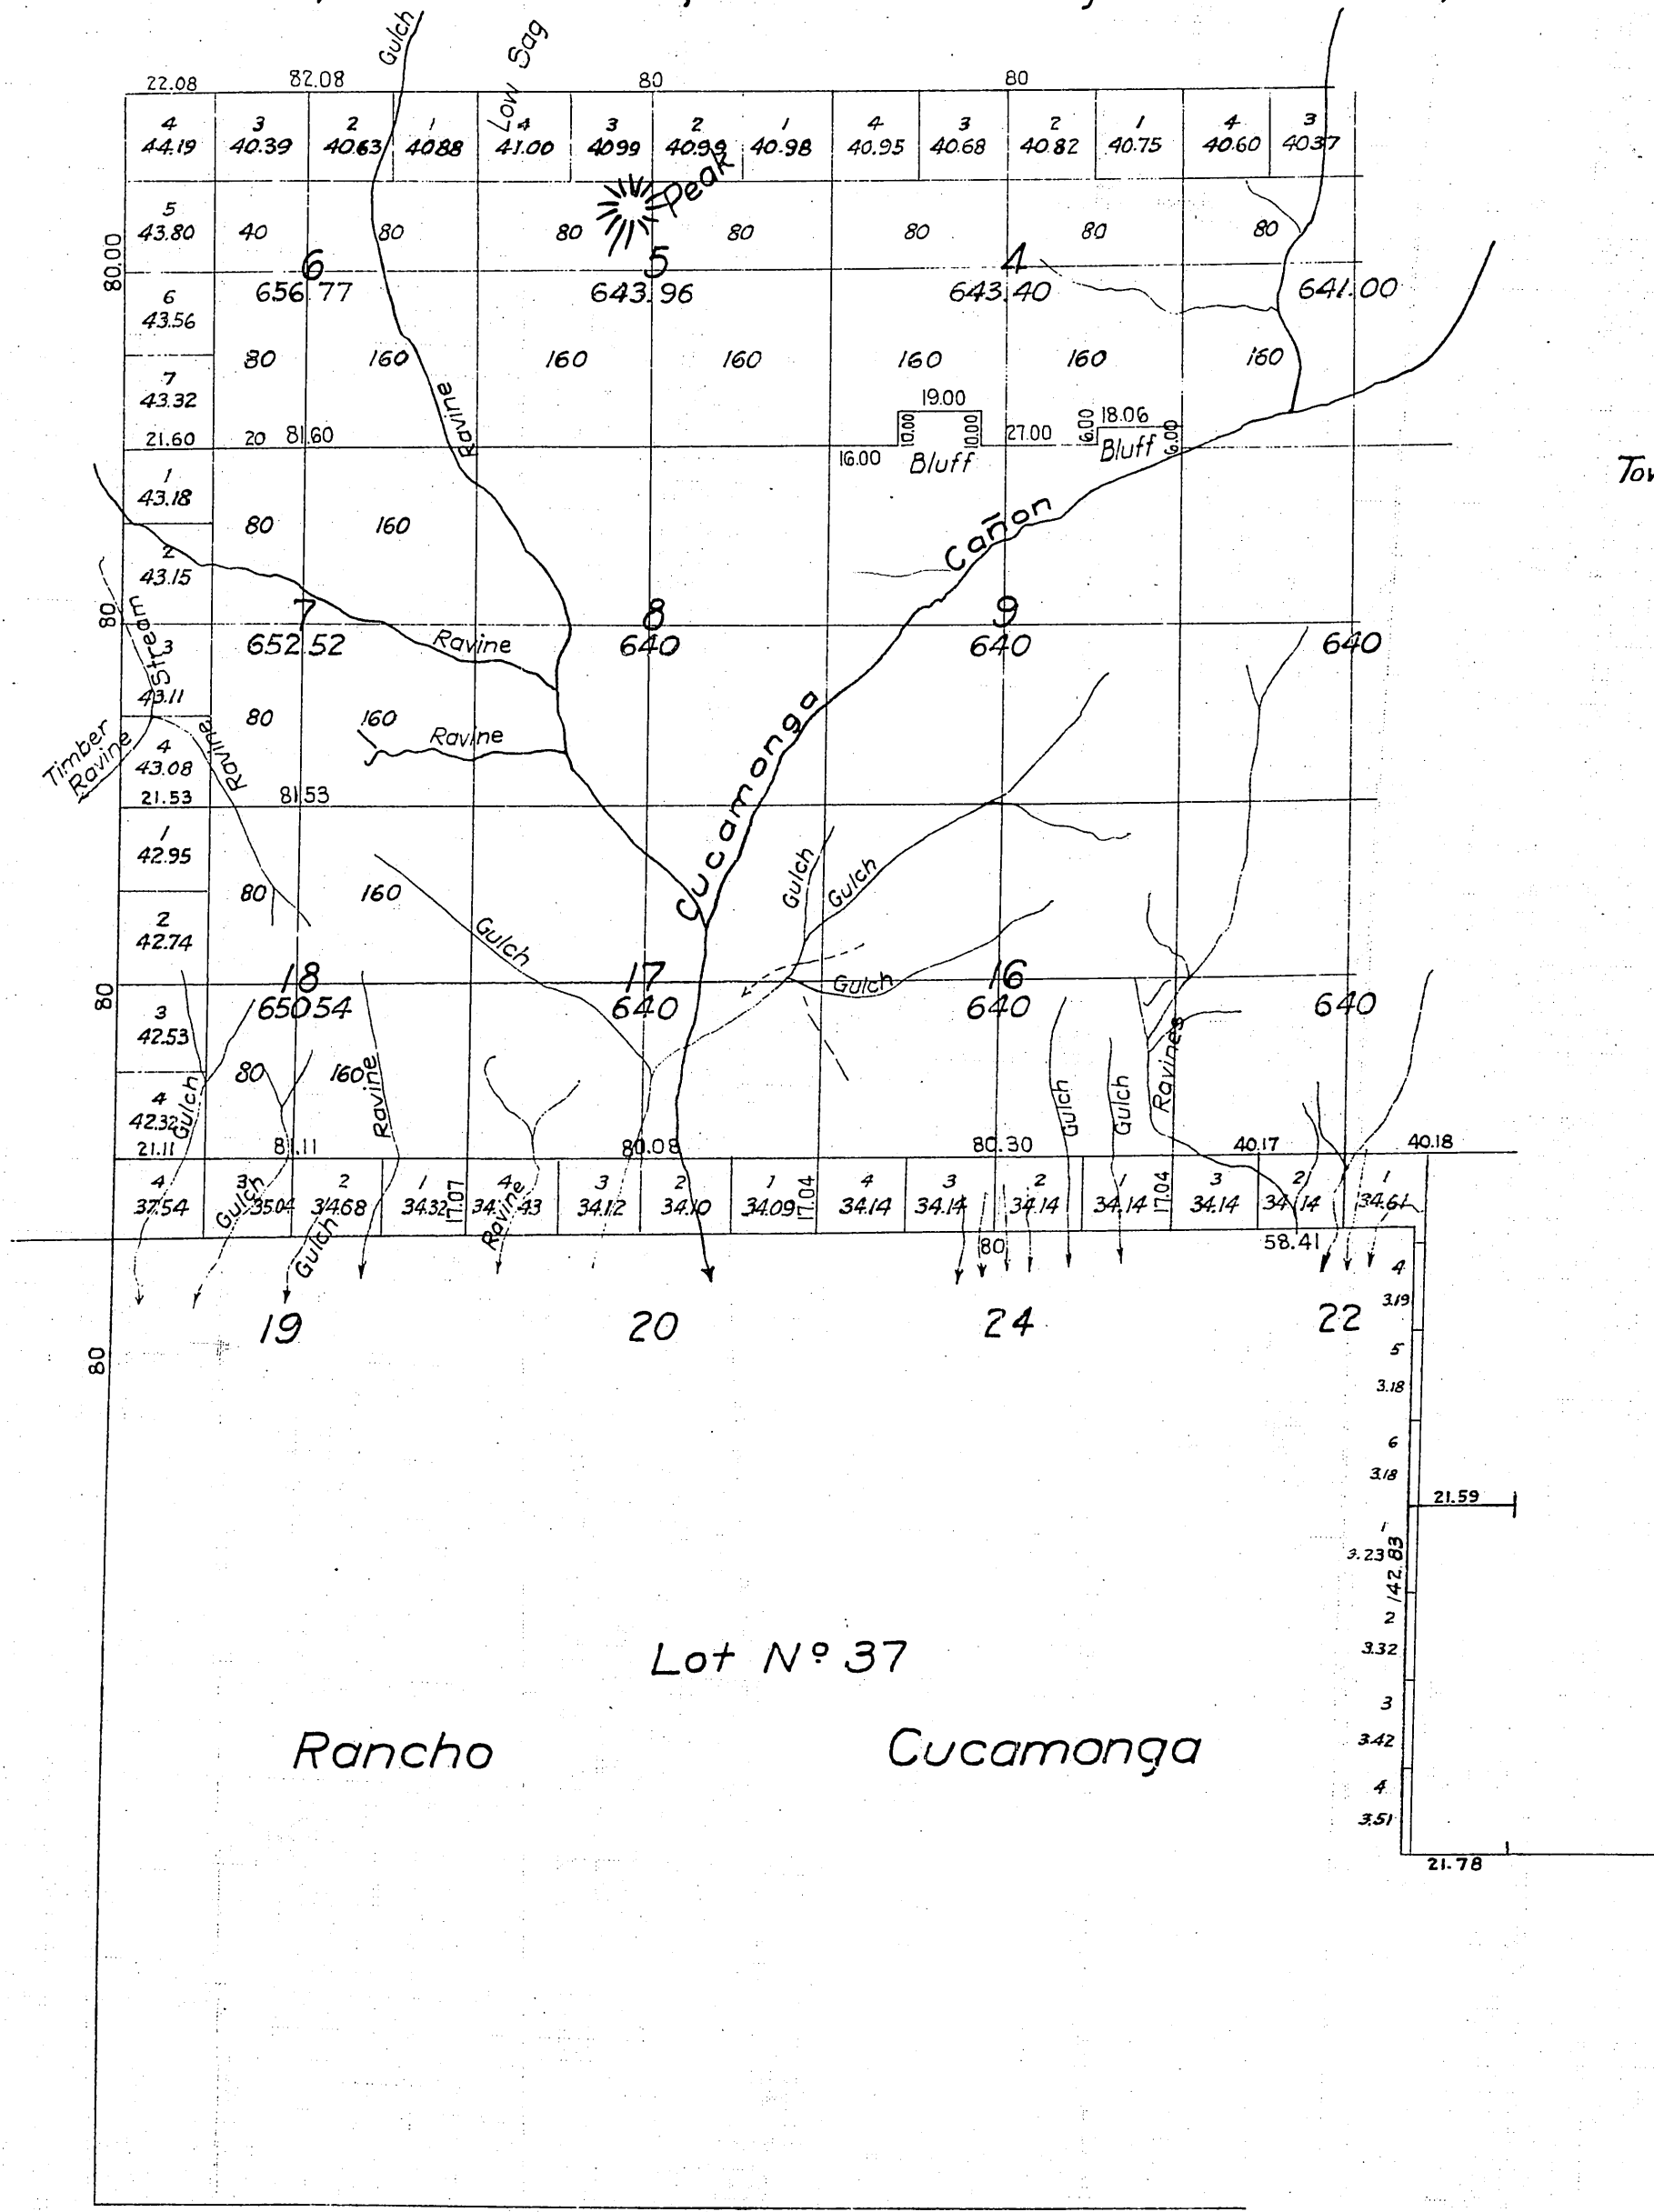 Gulch
Low Sag
22.08 82.08 80 80
4 3 2 1 4 3 2 1 4 3 2 1 4 3
44.19 40.39 40.63 40.88 41.00 40.99 40.99 40.98 40.95 40.68 40.82 40.75 40.60 40.37
Peak
5
43.80 40 80 80 80 80 80 80
80.00
6 5 4
656.77 643.96 643.40 641.00
6
43.56
80 160 160 160 160 160 160
7
43.32
Ravine
19.00
10.00 10.00 27.00 6.00 18.06 6.00
21.60 20 81.60
16.00 Bluff Bluff
Tow
1
43.18
80 160
Cañon
2
43.15
80
Stream
7 8 9
652.52 640 640 640
3
Ravine
43.11
80 160
Ravine
Timber
Ravine
Ravine
4
43.08
21.53 81.53
Cucamonga
1
42.95
80 160
Gulch Gulch
2
42.74
Gulch
80
18 17 16
650.54 640 640 640
Gulch
3
42.53
80 160
Gulch Ravine Gulch Gulch Ravines
4
42.32
21.11 81.11 80.08 80.30 40.17 40.18
4 3 2 1 4 3 2 1 4 3 2 1 3 2 1
37.54 35.04 34.68 34.32 17.07 34.43 34.12 34.10 34.09 17.04 34.14 34.14 34.14 34.14 17.04 34.14 34.14 34.61
Gulch Gulch Ravine
80 58.41
19 20 24 22
80
4
3.19
5
3.18
6
3.18
21.59
1
3.23
142.83
2
3.32
3
3.42
4
3.51
21.78
Lot Nº 37
Rancho Cucamonga